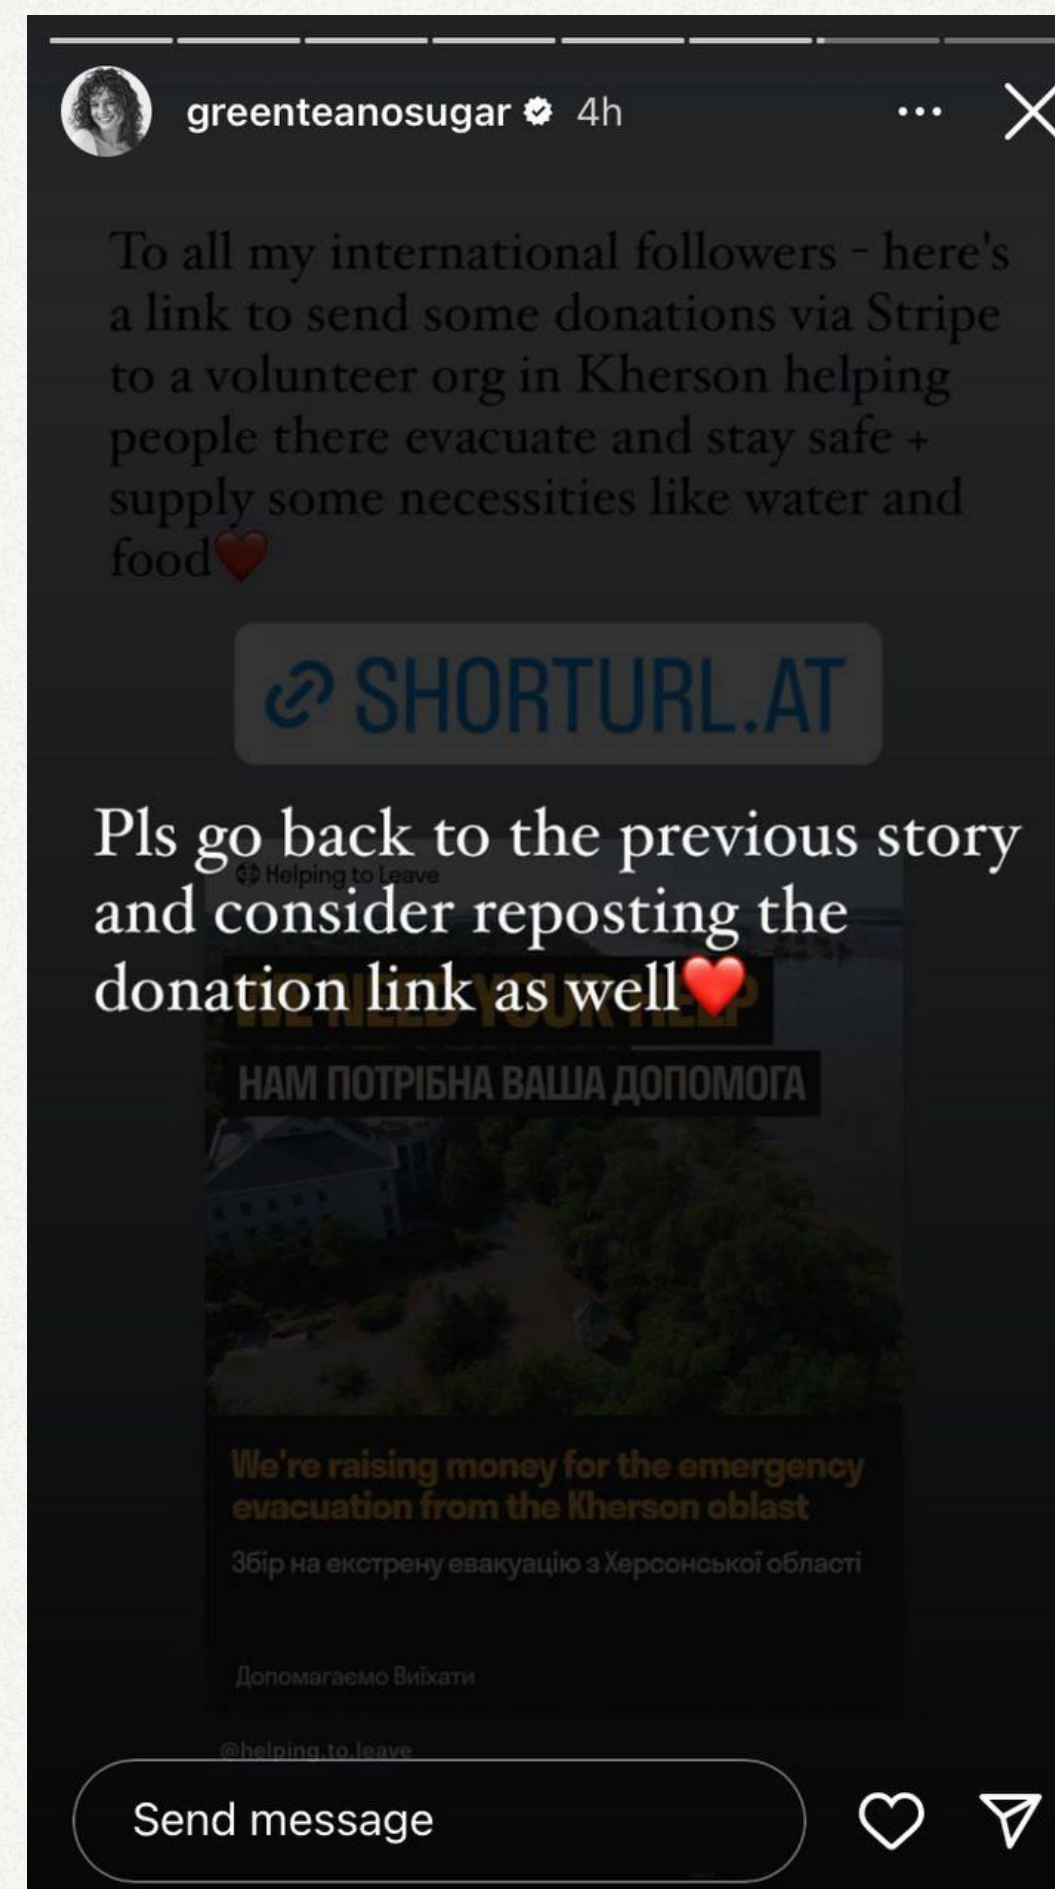 greenteanosugar 4h
To all my international followers - here's
a link to send some donations via Stripe
to a volunteer org in Kherson helping
people there evacuate and stay safe +
supply some necessities like water and
food❤️
SHORTURL.AT
Pls go back to the previous story
Helping to Leave
and consider reposting the
donation link as well❤️
WE NEED YOUR HELP
НАМ ПОТРІБНА ВАША ДОПОМОГА
We're raising money for the emergency
evacuation from the Kherson oblast
Збір на екстрену евакуацію з Херсонської області
Допомагаємо Виїхати
@helping.to.leave
Send message